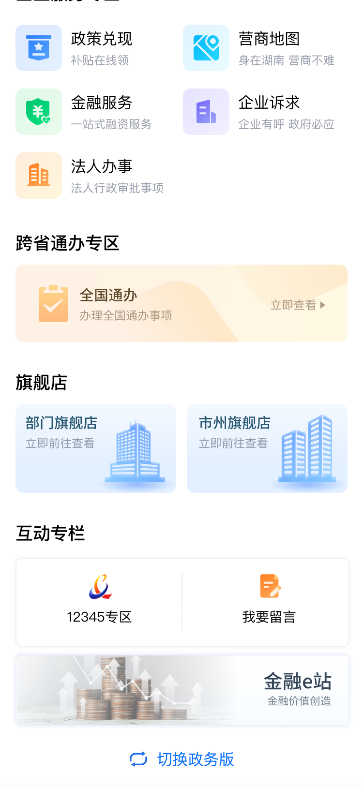 政策兑现
补贴在线领
营商地图
身在湖南 营商不难
金融服务
一站式融资服务
企业诉求
企业有呼 政府必应
法人办事
法人行政审批事项
跨省通办专区
全国通办
办理全国通办事项
立即查看
旗舰店
部门旗舰店
立即前往查看
市州旗舰店
立即前往查看
互动专栏
12345专区
我要留言
金融e站
金融价值创造
切换政务版